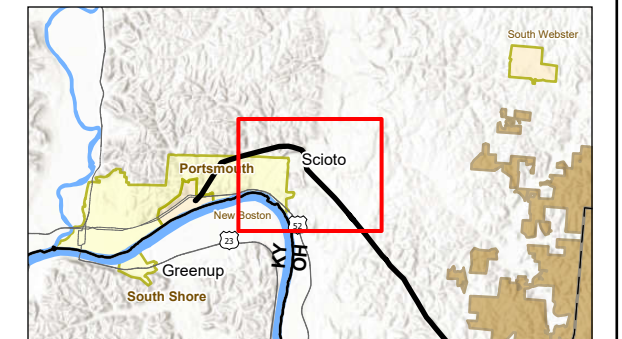 South Webster
Scioto
Portsmouth
New Boston
52
23
KY
OH
Greenup
South Shore